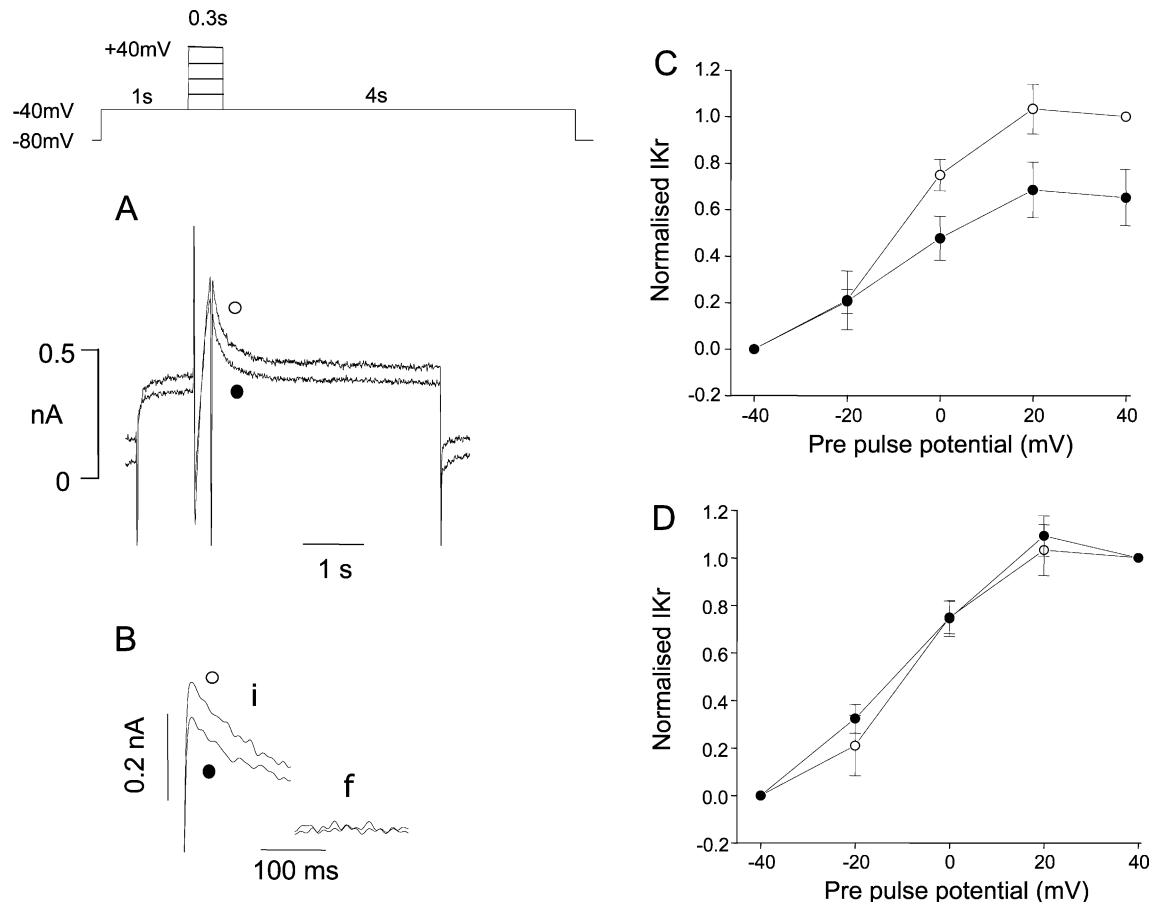 0.3s
+40mV
1s
4s
-40mV
-80mV
A
0.5
nA
0
1 s
B
i
0.2 nA
f
100 ms
C
1.2
1.0
0.8
0.6
0.4
0.2
0.0
-0.2
Normalised IKr
-40
-20
0
20
40
Pre pulse potential (mV)
D
1.2
1.0
0.8
0.6
0.4
0.2
0.0
-0.2
Normalised IKr
-40
-20
0
20
40
Pre pulse potential (mV)